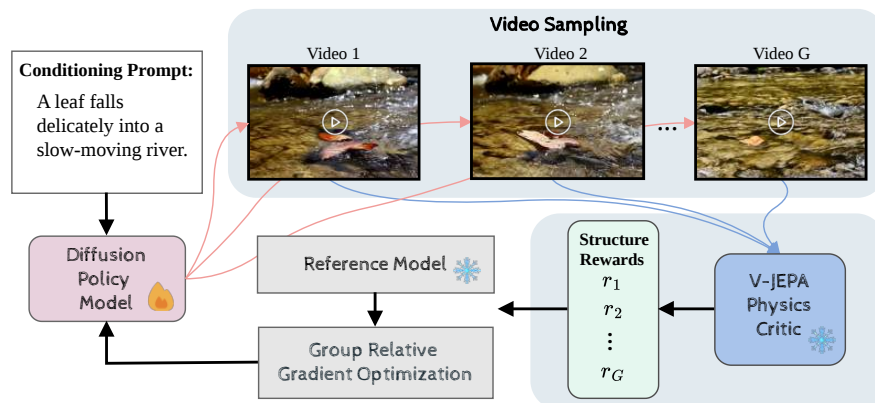 Video Sampling
Video 1
Video 2
Video G
Conditioning Prompt:
A leaf falls
delicately into a
slow-moving river.
...
Diffusion
Policy
Model
Reference Model
Group Relative
Gradient Optimization
Structure
Rewards
r₁
r₂
⋮
r_G
V-JEPA
Physics
Critic